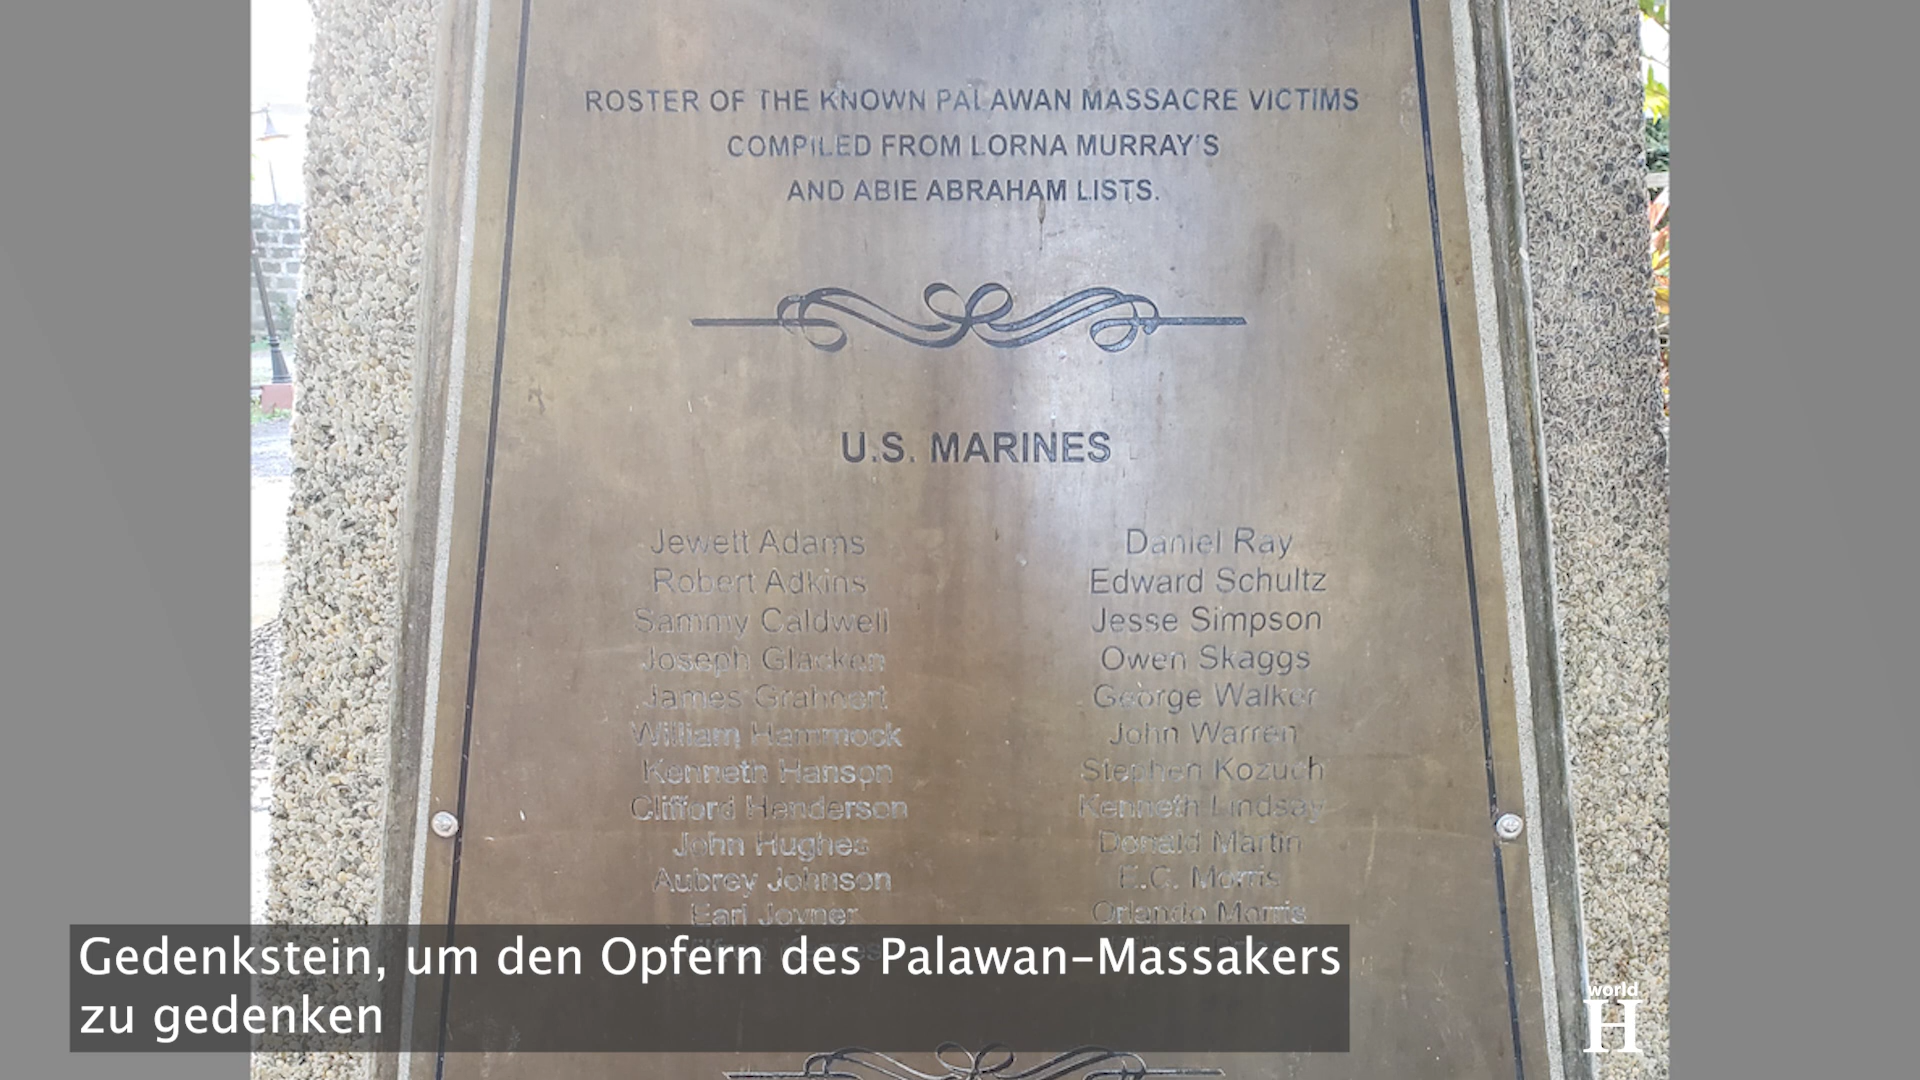 ROSTER OF THE KNOWN PALAWAN MASSACRE VICTIMS
COMPILED FROM LORNA MURRAY'S
AND ABIE ABRAHAM LISTS.
U.S. MARINES
Jewett Adams
Robert Adkins
Sammy Caldwell
Joseph Glacken
James Grahnert
William Hammock
Kenneth Hanson
Clifford Henderson
John Hughes
Aubrey Johnson
Earl Joyner
Daniel Ray
Edward Schultz
Jesse Simpson
Owen Skaggs
George Walker
John Warren
Stephen Kozuch
Kenneth Lindsay
Donald Martin
E.C. Morris
Orlando Morris
Gedenkstein, um den Opfern des Palawan-Massakers
zu gedenken
world
H